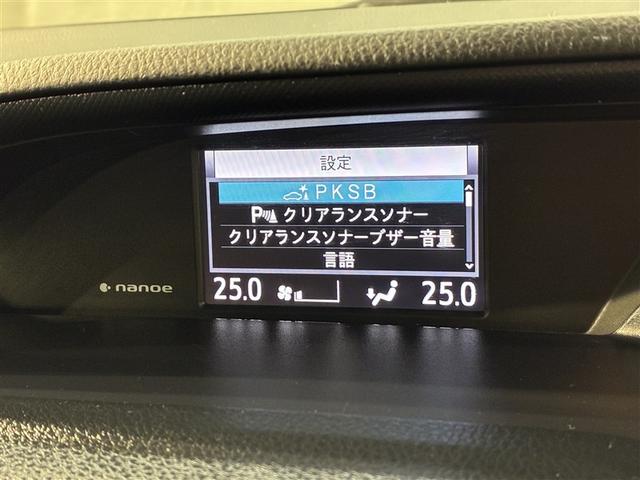 設定
PKSB
P クリアランスソナー
クリアランスソナーブザー音量
言語
nanoe
25.0 25.0